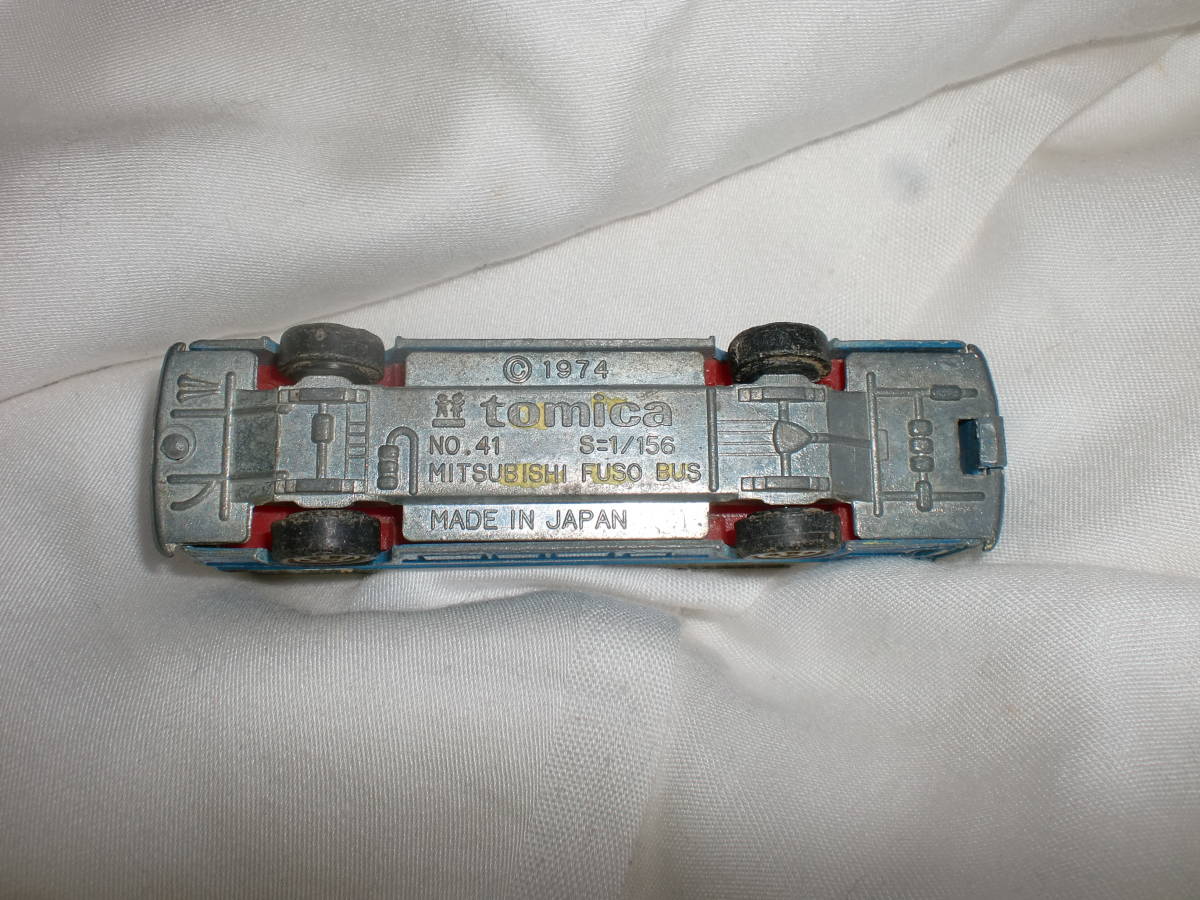 © 1974
tomica
NO.41 S=1/156
MITSUBISHI FUSO BUS
MADE IN JAPAN